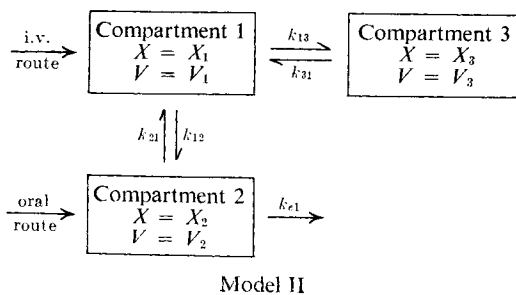 i.v.
route
Compartment 1
X = X₁
V = V₁
k₁₃
k₃₁
Compartment 3
X = X₃
V = V₃
k₂₁
k₁₂
oral
route
Compartment 2
X = X₂
V = V₂
kₑ₁
Model II